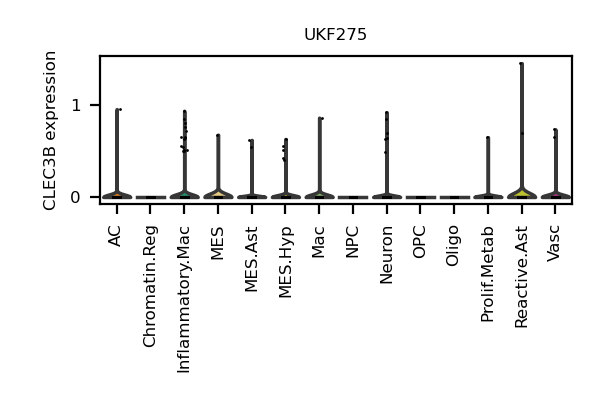 UKF275
CLEC3B expression
1
0
AC
Chromatin.Reg
Inflammatory.Mac
MES
MES.Ast
MES.Hyp
Mac
NPC
Neuron
OPC
Oligo
Prolif.Metab
Reactive.Ast
Vasc